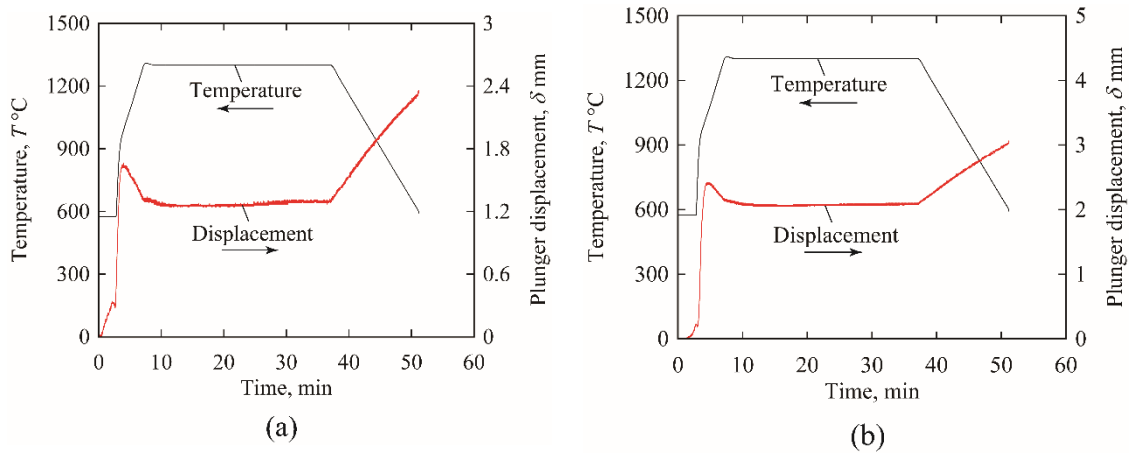 1500
1200
900
600
300
0
Temperature, T °C
3
2.4
1.8
1.2
0.6
0
Plunger displacement, δ mm
Temperature
Displacement
0 10 20 30 40 50 60
Time, min
(a)
1500
1200
900
600
300
0
Temperature, T °C
5
4
3
2
1
0
Plunger displacement, δ mm
Temperature
Displacement
0 10 20 30 40 50 60
Time, min
(b)